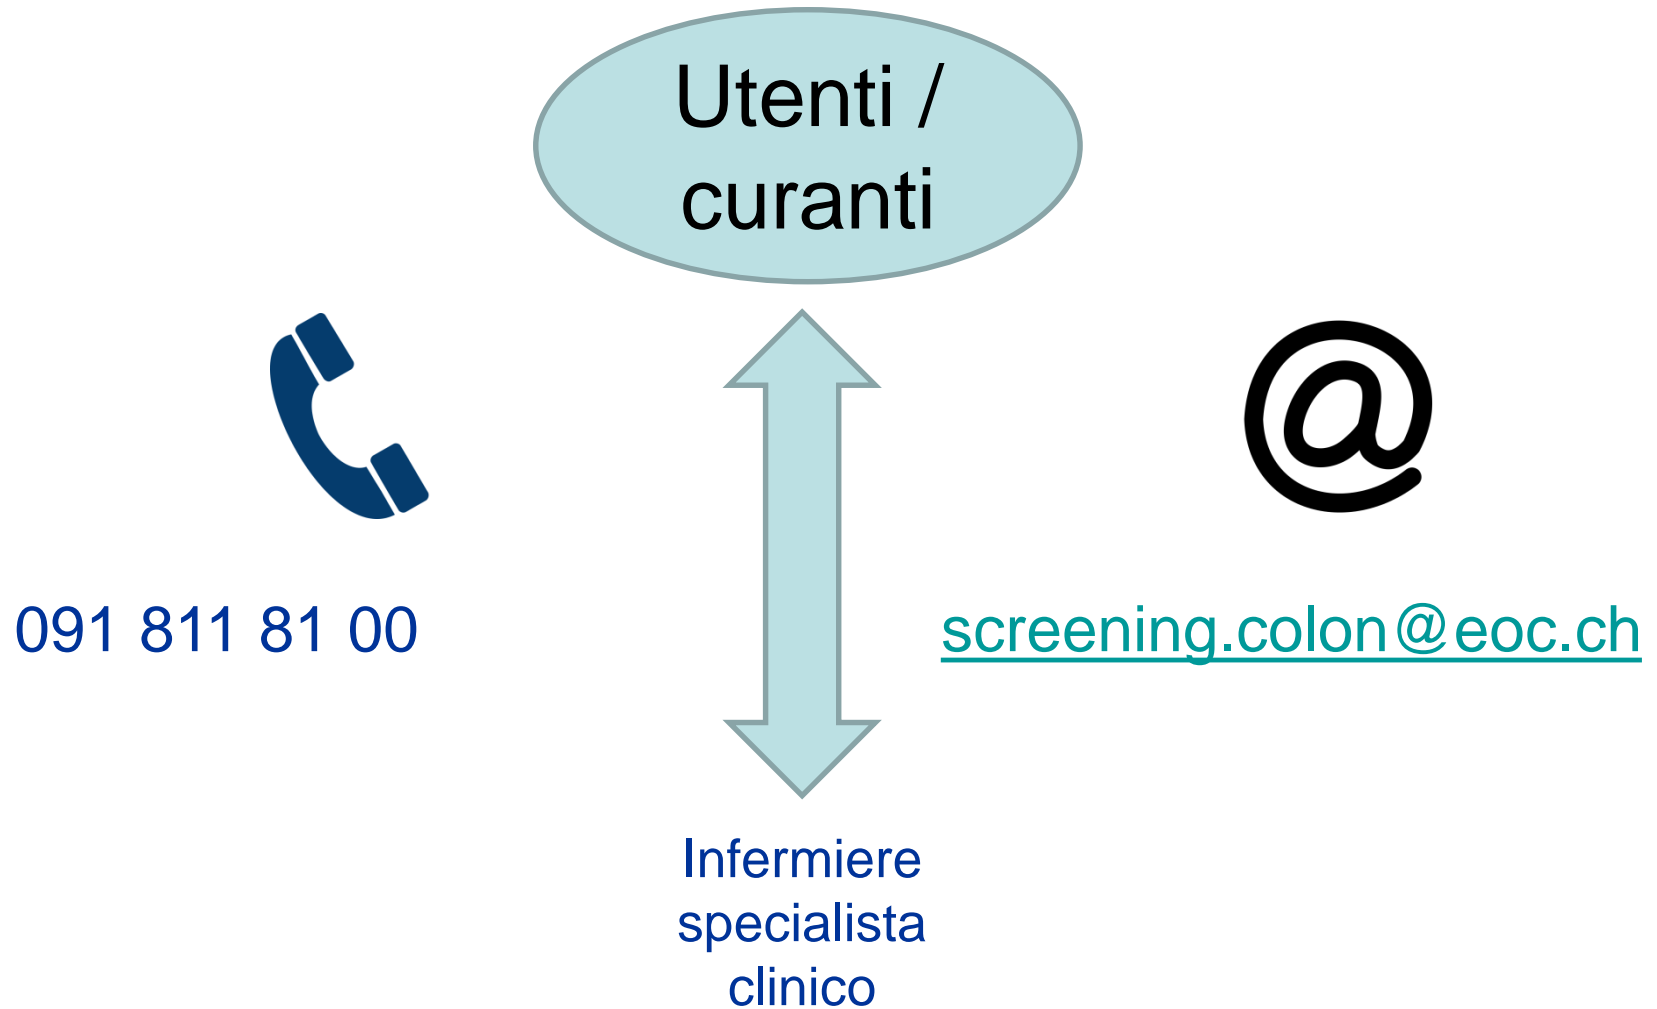 Utenti /
curanti
@
091 811 81 00
screening.colon@eoc.ch
Infermiere
specialista
clinico